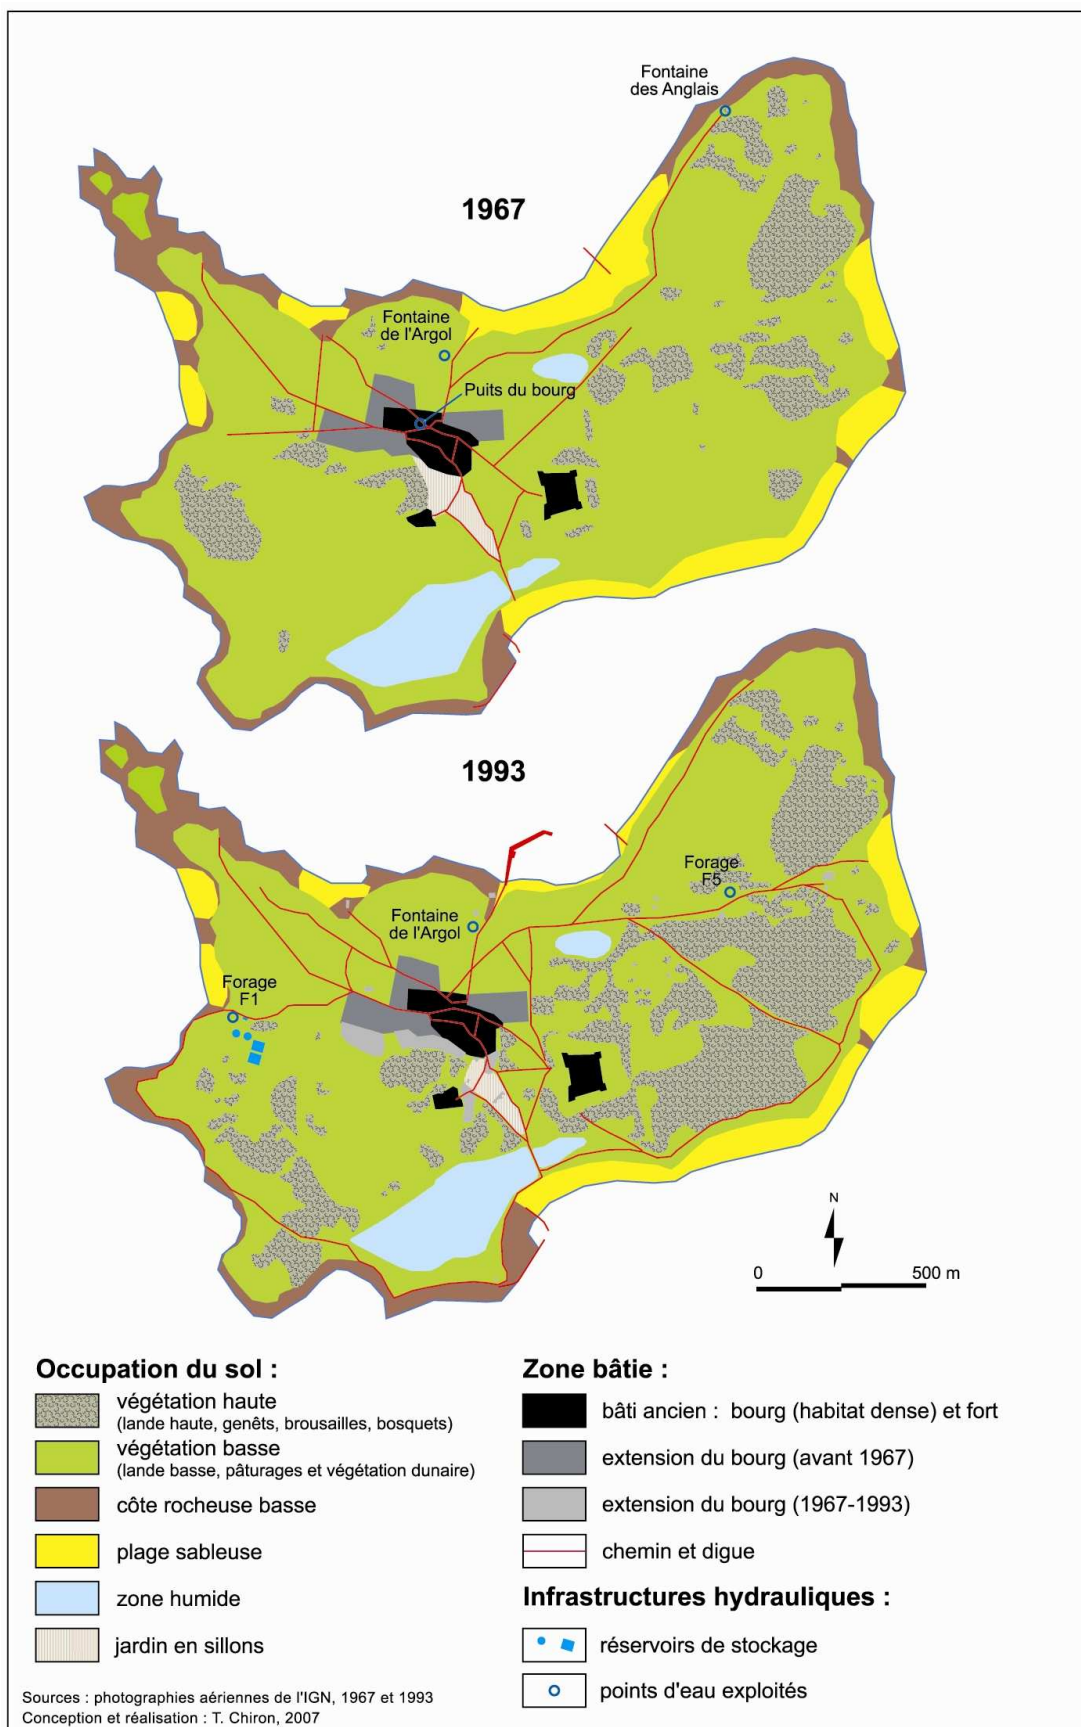 Fontaine
des Anglais
1967
Fontaine
de l'Argol
Puits du bourg
1993
Forage
F5
Fontaine
de l'Argol
Forage
F1
N
0 500 m
Occupation du sol :
végétation haute
(lande haute, genêts, brousailles, bosquets)
végétation basse
(lande basse, pâturages et végétation dunaire)
côte rocheuse basse
plage sableuse
zone humide
jardin en sillons
Zone bâtie :
bâti ancien : bourg (habitat dense) et fort
extension du bourg (avant 1967)
extension du bourg (1967-1993)
chemin et digue
Infrastructures hydrauliques :
réservoirs de stockage
points d'eau exploités
Sources : photographies aériennes de l'IGN, 1967 et 1993
Conception et réalisation : T. Chiron, 2007